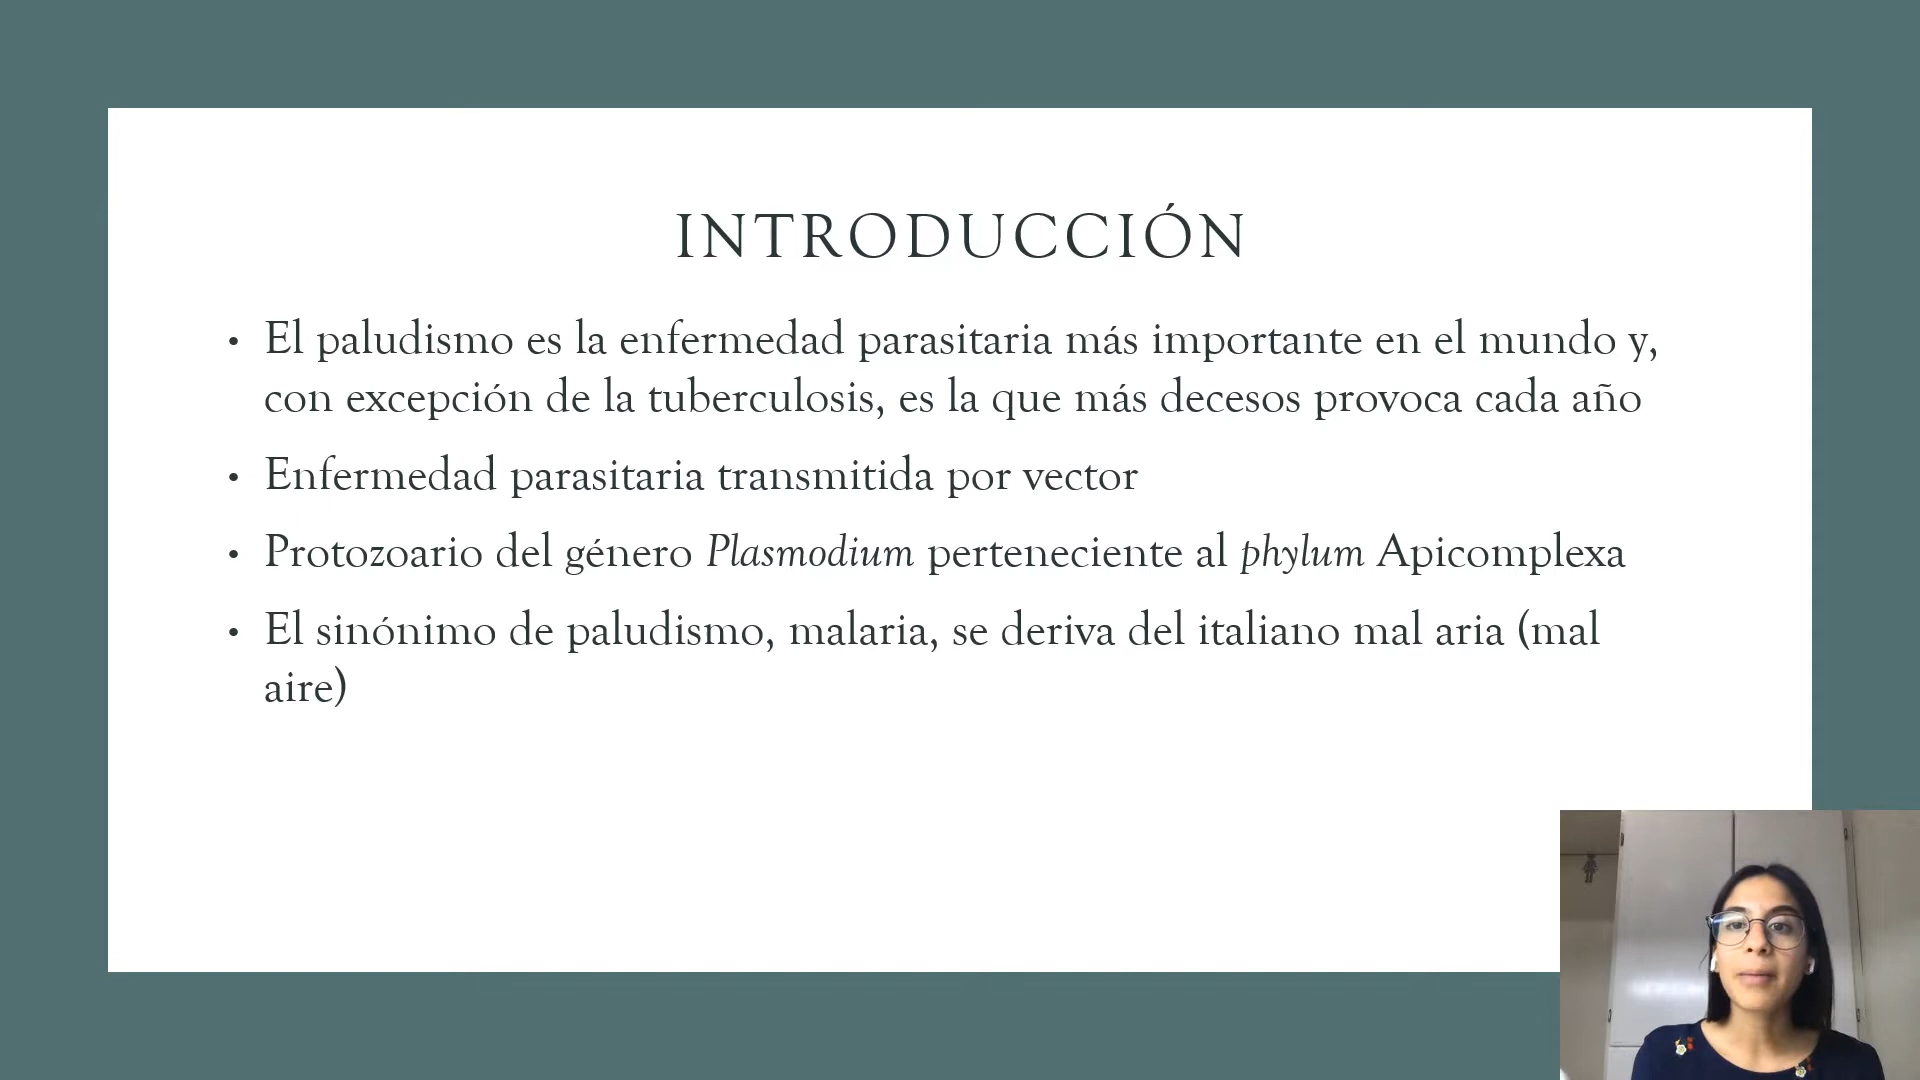 INTRODUCCIÓN
• El paludismo es la enfermedad parasitaria más importante en el mundo y,
con excepción de la tuberculosis, es la que más decesos provoca cada año
• Enfermedad parasitaria transmitida por vector
• Protozoario del género Plasmodium perteneciente al phylum Apicomplexa
• El sinónimo de paludismo, malaria, se deriva del italiano mal aria (mal
aire)